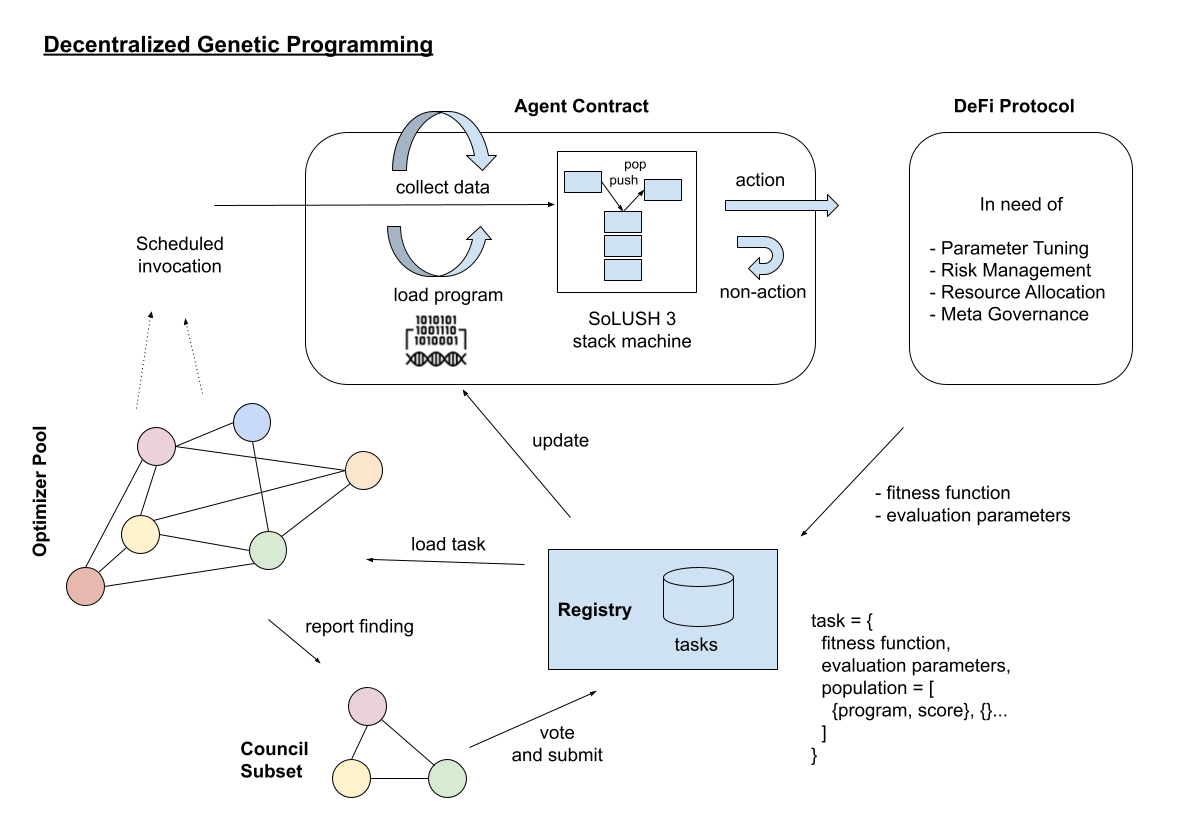 Decentralized Genetic Programming
Agent Contract
DeFi Protocol
collect data
pop
push
action
In need of
- Parameter Tuning
- Risk Management
- Resource Allocation
- Meta Governance
Scheduled
invocation
load program
non-action
1010101
1001110
1010001
SoLUSH 3
stack machine
Optimizer Pool
update
- fitness function
- evaluation parameters
load task
Registry
tasks
report finding
task = {
fitness function,
evaluation parameters,
population = [
{program, score}, {}...
]
}
Council
Subset
vote
and submit